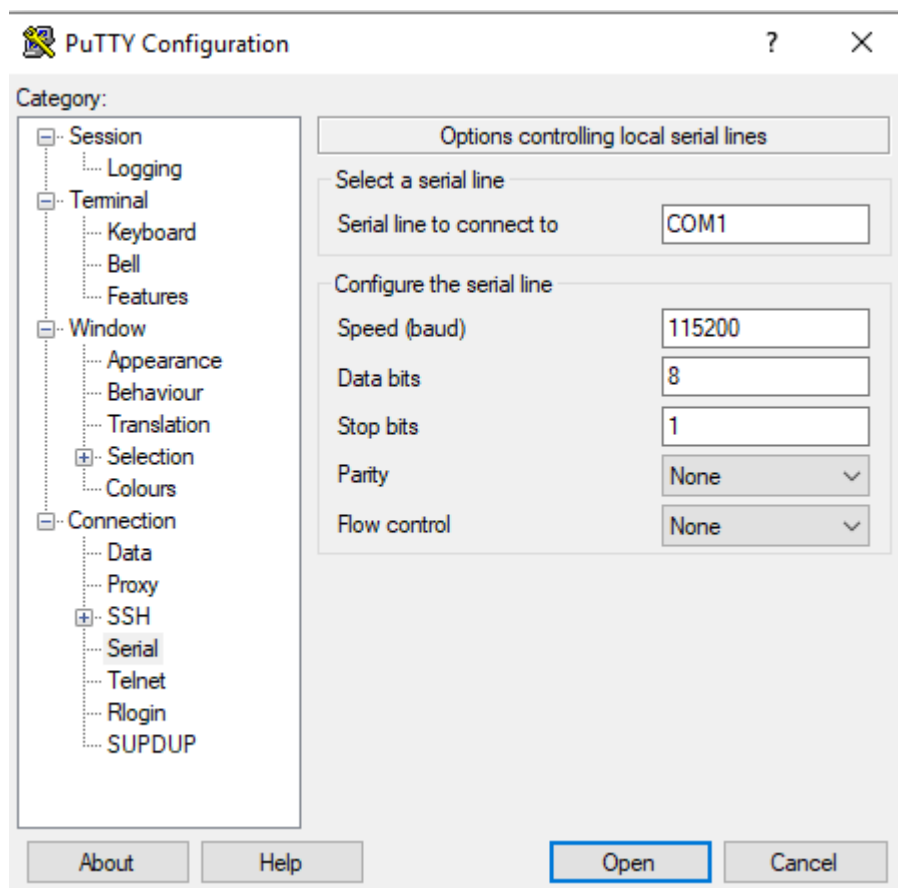 PuTTY Configuration
?
Category:
Session
Logging
Terminal
Keyboard
Bell
Features
Window
Appearance
Behaviour
Translation
Selection
Colours
Connection
Data
Proxy
SSH
Serial
Telnet
Rlogin
SUPDUP
Options controlling local serial lines
Select a serial line
Serial line to connect to COM1
Configure the serial line
Speed (baud) 115200
Data bits 8
Stop bits 1
Parity None
Flow control None
About Help Open Cancel